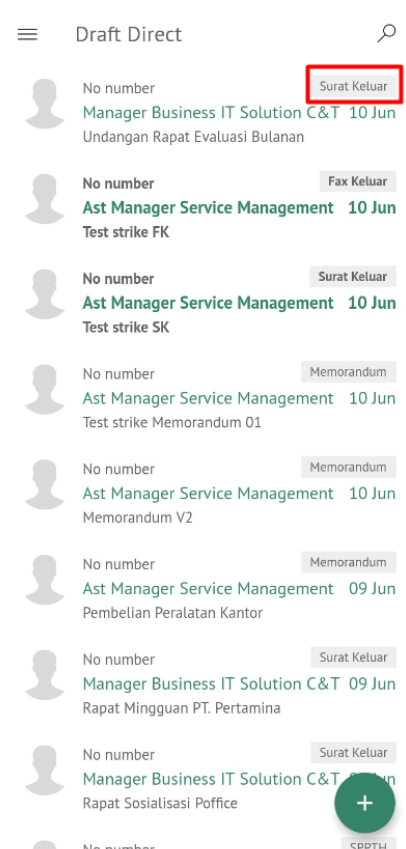 Draft Direct
No number Surat Keluar
Manager Business IT Solution C&T 10 Jun
Undangan Rapat Evaluasi Bulanan
No number Fax Keluar
Ast Manager Service Management 10 Jun
Test strike FK
No number Surat Keluar
Ast Manager Service Management 10 Jun
Test strike SK
No number Memorandum
Ast Manager Service Management 10 Jun
Test strike Memorandum 01
No number Memorandum
Ast Manager Service Management 10 Jun
Memorandum V2
No number Memorandum
Ast Manager Service Management 09 Jun
Pembelian Peralatan Kantor
No number Surat Keluar
Manager Business IT Solution C&T 09 Jun
Rapat Mingguan PT. Pertamina
No number Surat Keluar
Manager Business IT Solution C&T
Rapat Sosialisasi Poffice
No number SPPTH